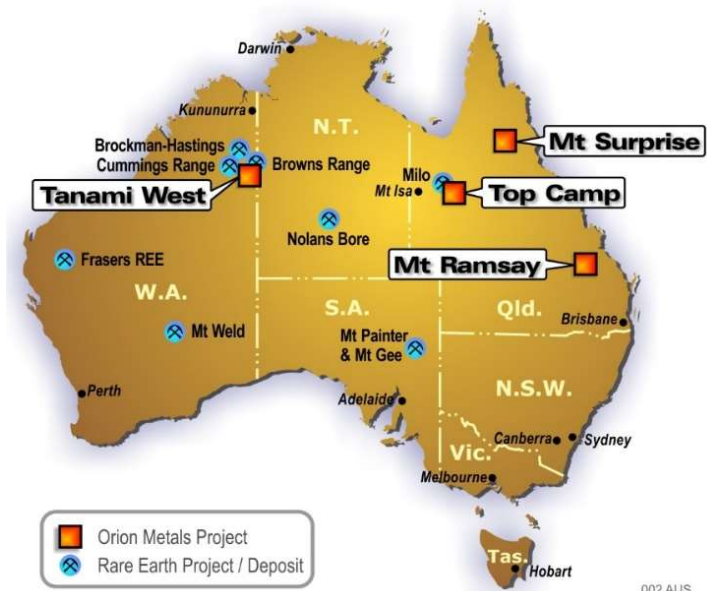 Darwin
Kununurra
N.T.
Brockman-Hastings
Cummings Range
Browns Range
Mt Surprise
Milo
Mt Isa
Tanami West
Top Camp
Nolans Bore
Frasers REE
Mt Ramsay
W.A.
S.A.
Qld.
Mt Weld
Mt Painter
& Mt Gee
Brisbane
Perth
Adelaide
N.S.W.
Canberra
Sydney
Vic.
Melbourne
Orion Metals Project
Rare Earth Project / Deposit
Tas.
Hobart